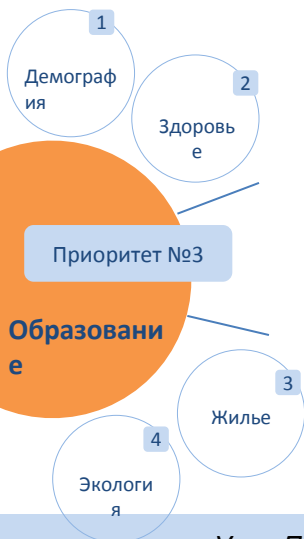 1
Демограф
ия
2
Здоровь
е
Приоритет №3
Образовани
е
3
Жилье
4
Экологи
я